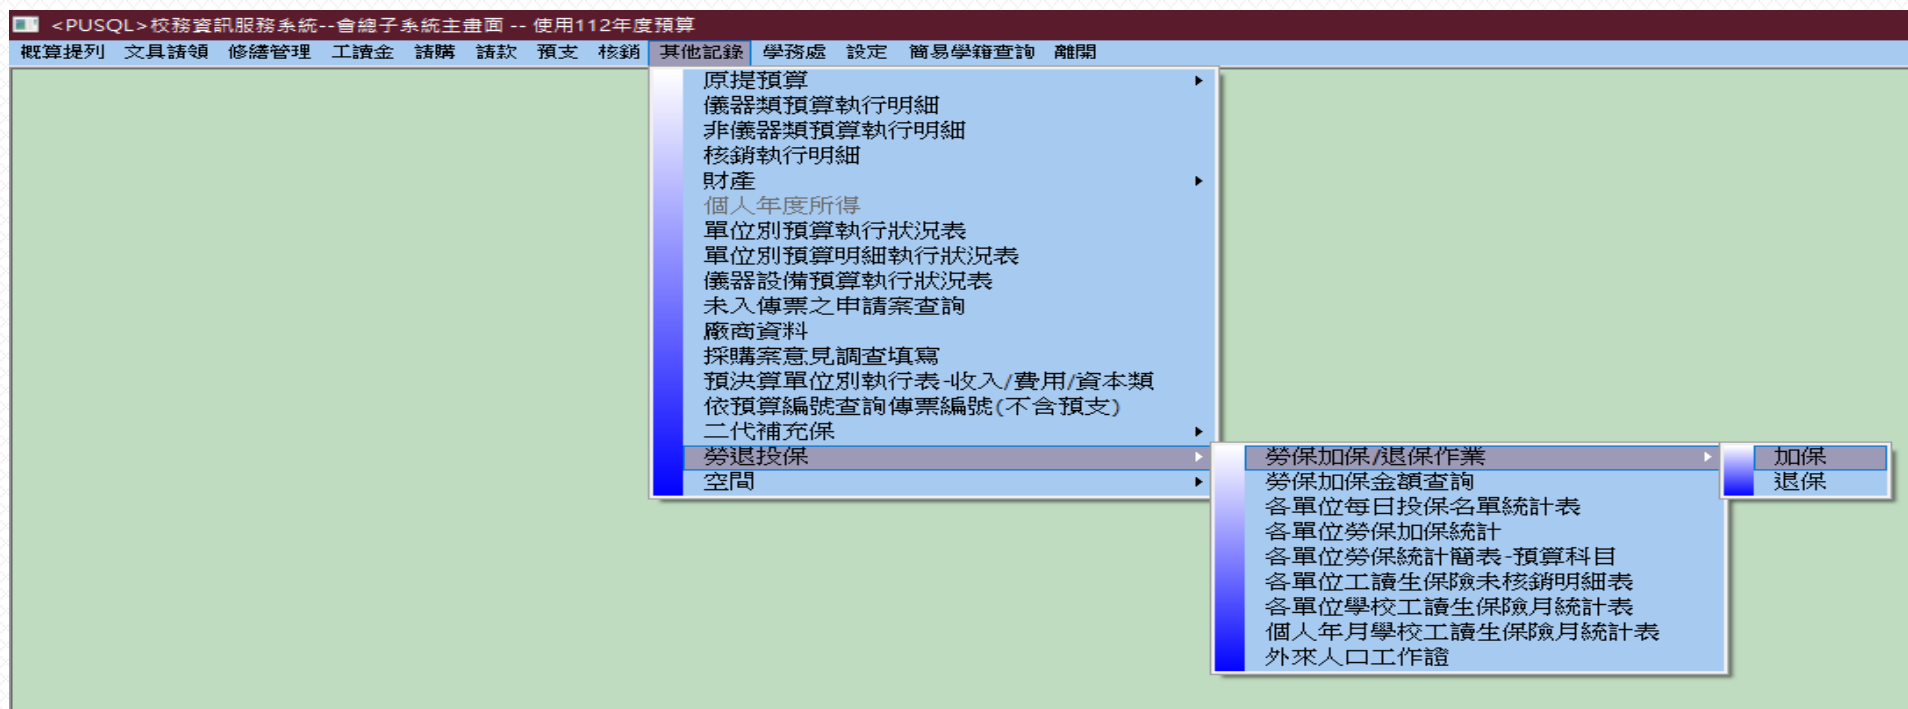 <PUSQL>校務資訊服務系統--會總子系統主畫面 -- 使用112年度預算
概算提列 文具請領 修繕管理 工讀金 請購 請款 預支 核銷 其他記錄 學務處 設定 簡易學籍查詢 離開
原提預算
儀器類預算執行明細
非儀器類預算執行明細
核銷執行明細
財產
個人年度所得
單位別預算執行狀況表
單位別預算明細執行狀況表
儀器設備預算執行狀況表
未入傳票之申請案查詢
廠商資料
採購案意見調查填寫
預決算單位別執行表-收入/費用/資本類
依預算編號查詢傳票編號(不含預支)
二代補充保
勞退投保
空間
勞保加保/退保作業
勞保加保金額查詢
各單位每日投保名單統計表
各單位勞保加保統計
各單位勞保統計簡表-預算科目
各單位工讀生保險未核銷明細表
各單位學校工讀生保險月統計表
個人年月學校工讀生保險月統計表
外來人口工作證
加保
退保